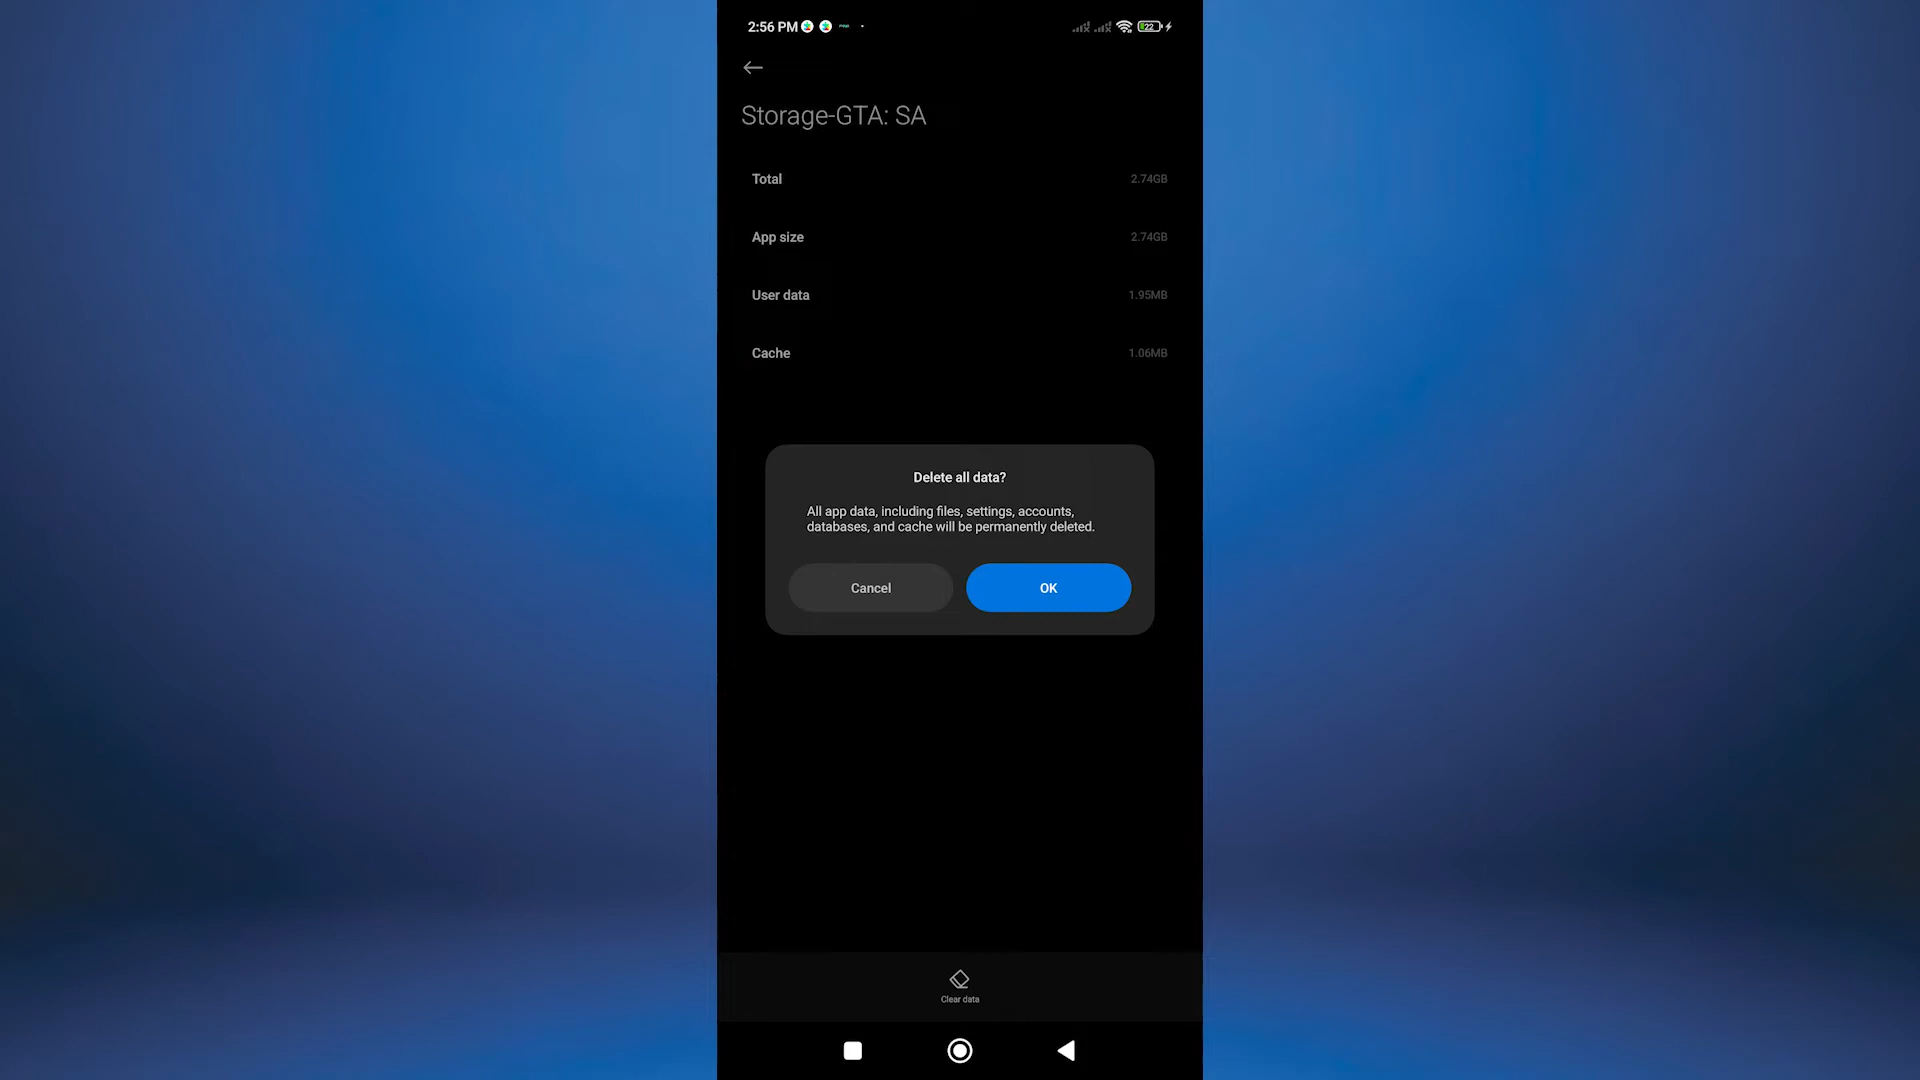 2:56 PM
22
Storage-GTA: SA
Total 2.74GB
App size 2.74GB
User data 1.95MB
Cache 1.06MB
Delete all data?
All app data, including files, settings, accounts,
databases, and cache will be permanently deleted.
Cancel OK
Clear data